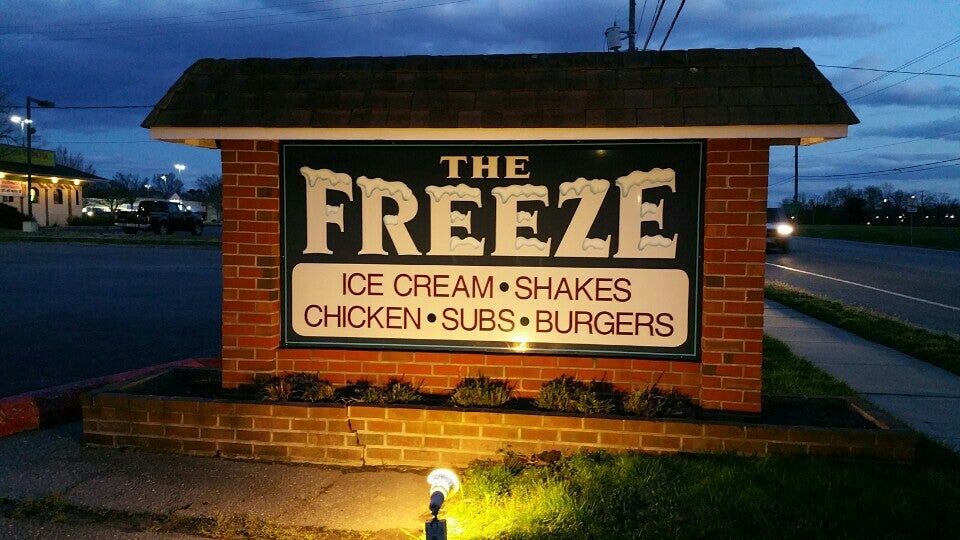 THE
FREEZE
ICE CREAM • SHAKES
CHICKEN • SUBS • BURGERS